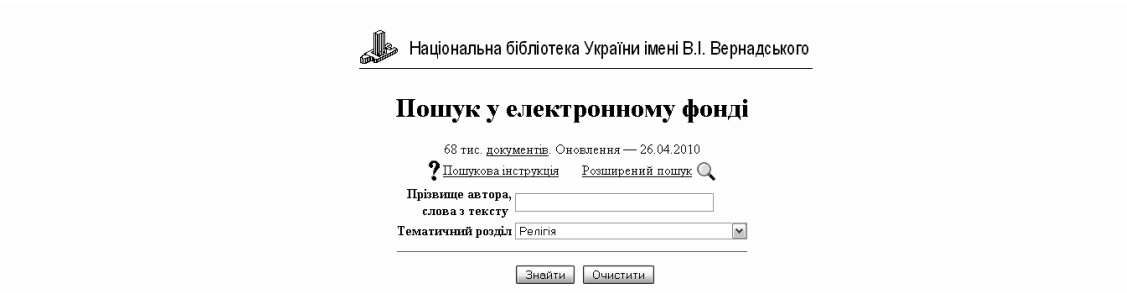 Національна бібліотека України імені В.І. Вернадського
Пошук у електронному фонді
68 тис. документів. Оновлення — 26.04.2010
? Пошукова інструкція Розширений пошук
Прізвище автора,
слова з тексту
Тематичний розділ Релігія
Знайти Очистити